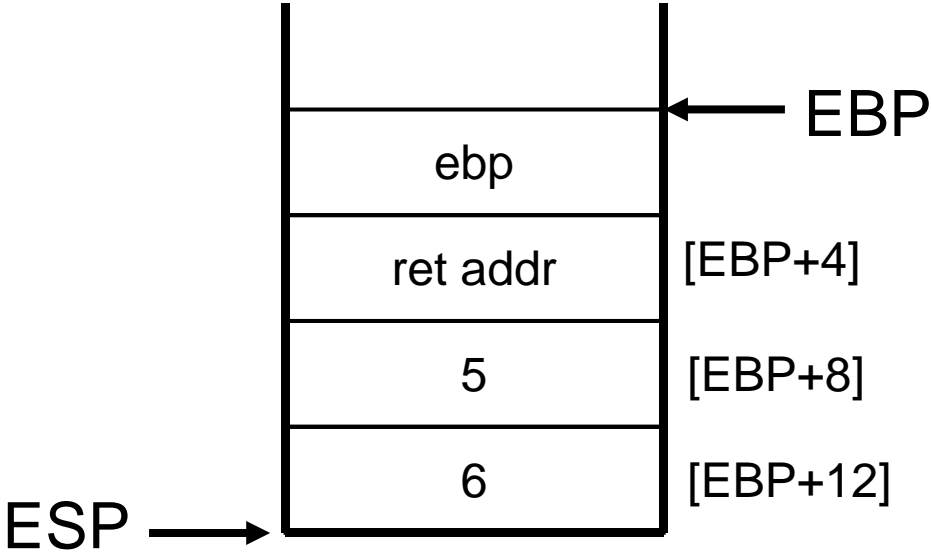 EBP
ebp
ret addr [EBP+4]
5 [EBP+8]
6 [EBP+12]
ESP